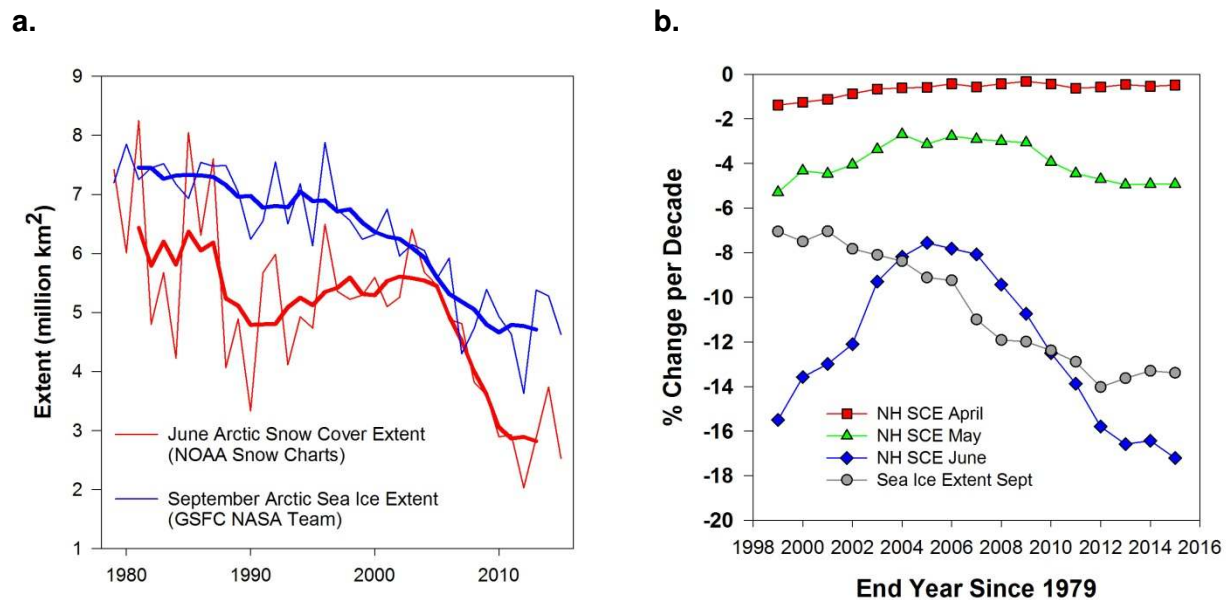 a.
9
8
7
6
5
4
3
2
1
Extent (million km²)
June Arctic Snow Cover Extent
(NOAA Snow Charts)
September Arctic Sea Ice Extent
(GSFC NASA Team)
1980 1990 2000 2010
b.
0
-2
-4
-6
-8
-10
-12
-14
-16
-18
-20
% Change per Decade
NH SCE April
NH SCE May
NH SCE June
Sea Ice Extent Sept
1998 2000 2002 2004 2006 2008 2010 2012 2014 2016
End Year Since 1979